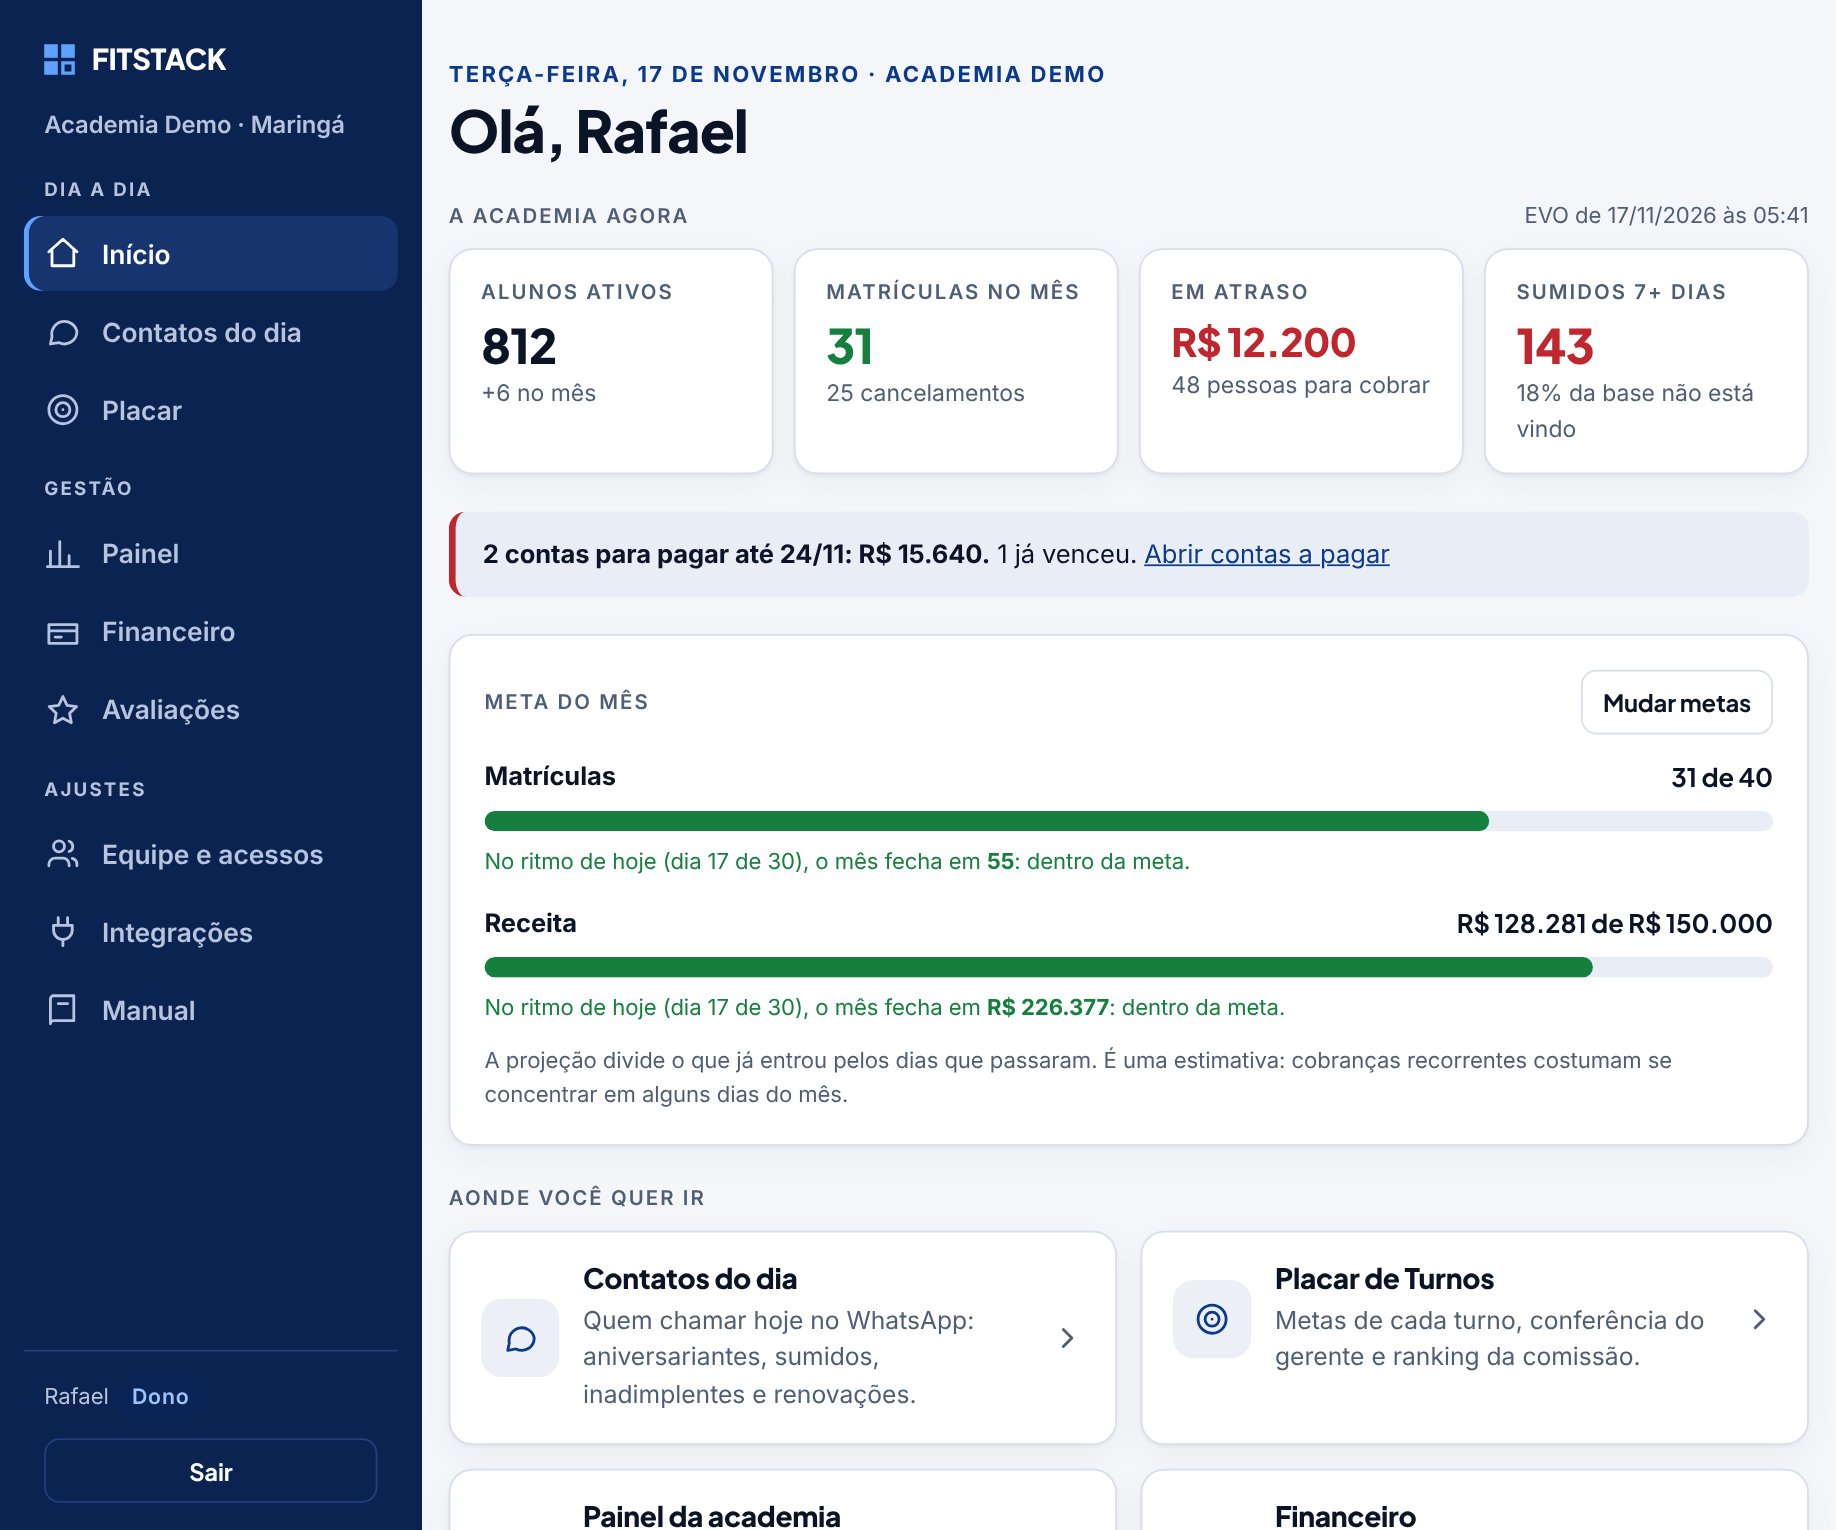 FITSTACK
Academia Demo · Maringá
DIA A DIA
Início
Contatos do dia
Placar
GESTÃO
Painel
Financeiro
Avaliações
AJUSTES
Equipe e acessos
Integrações
Manual
Rafael Dono
Sair
TERÇA-FEIRA, 17 DE NOVEMBRO · ACADEMIA DEMO
Olá, Rafael
A ACADEMIA AGORA
EVO de 17/11/2026 às 05:41
ALUNOS ATIVOS
812
+6 no mês
MATRÍCULAS NO MÊS
31
25 cancelamentos
EM ATRASO
R$ 12.200
48 pessoas para cobrar
SUMIDOS 7+ DIAS
143
18% da base não está
vindo
2 contas para pagar até 24/11: R$ 15.640. 1 já venceu. Abrir contas a pagar
META DO MÊS
Mudar metas
Matrículas
31 de 40
No ritmo de hoje (dia 17 de 30), o mês fecha em 55: dentro da meta.
Receita
R$ 128.281 de R$ 150.000
No ritmo de hoje (dia 17 de 30), o mês fecha em R$ 226.377: dentro da meta.
A projeção divide o que já entrou pelos dias que passaram. É uma estimativa: cobranças recorrentes costumam se
concentrar em alguns dias do mês.
AONDE VOCÊ QUER IR
Contatos do dia
Quem chamar hoje no WhatsApp:
aniversariantes, sumidos,
inadimplentes e renovações.
Placar de Turnos
Metas de cada turno, conferência do
gerente e ranking da comissão.
Painel da academia
Financeiro